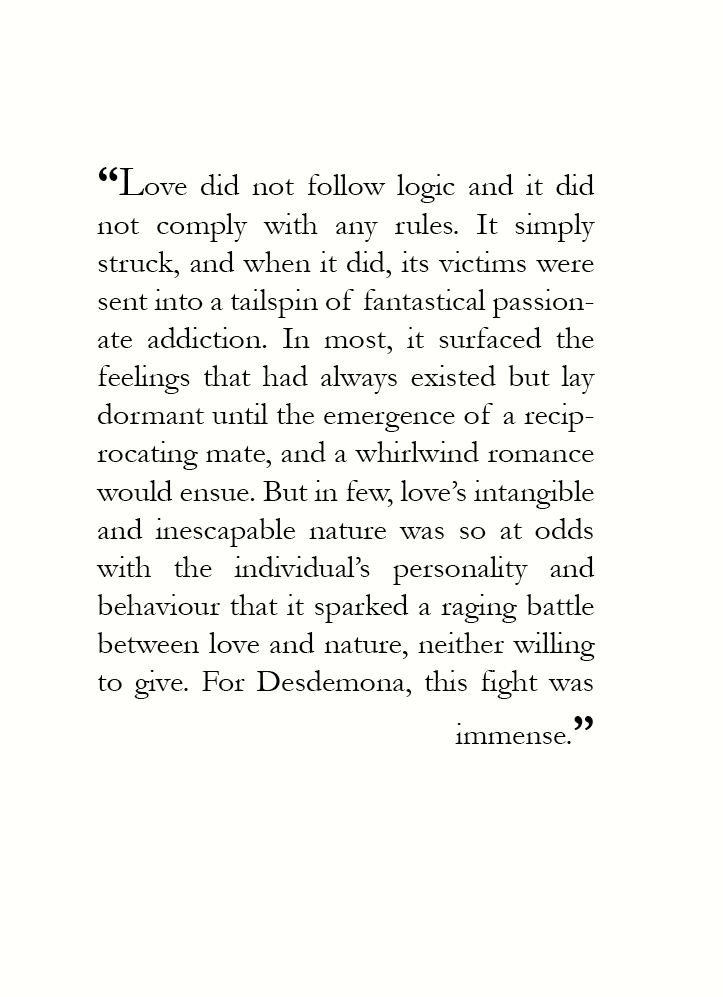 “Love did not follow logic and it did
not comply with any rules. It simply
struck, and when it did, its victims were
sent into a tailspin of fantastical passion-
ate addiction. In most, it surfaced the
feelings that had always existed but lay
dormant until the emergence of a recip-
rocating mate, and a whirlwind romance
would ensue. But in few, love’s intangible
and inescapable nature was so at odds
with the individual’s personality and
behaviour that it sparked a raging battle
between love and nature, neither willing
to give. For Desdemona, this fight was
immense.”